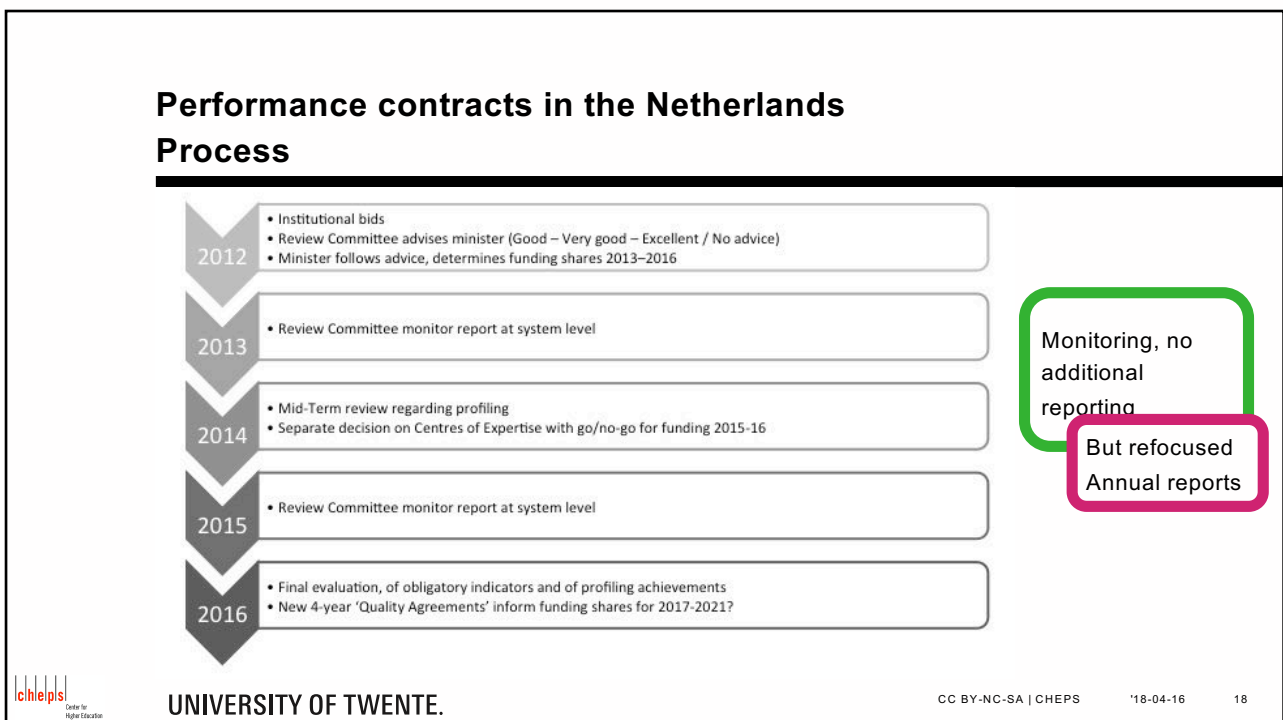 Performance contracts in the Netherlands
Process
2012
• Institutional bids
• Review Committee advises minister (Good – Very good – Excellent / No advice)
• Minister follows advice, determines funding shares 2013–2016
2013
• Review Committee monitor report at system level
2014
• Mid-Term review regarding profiling
• Separate decision on Centres of Expertise with go/no-go for funding 2015-16
2015
• Review Committee monitor report at system level
2016
• Final evaluation, of obligatory indicators and of profiling achievements
• New 4-year ‘Quality Agreements’ inform funding shares for 2017-2021?
Monitoring, no
additional
reporting
But refocused
Annual reports
cheps
Center for
Higher Education
UNIVERSITY OF TWENTE.
CC BY-NC-SA | CHEPS '18-04-16 18